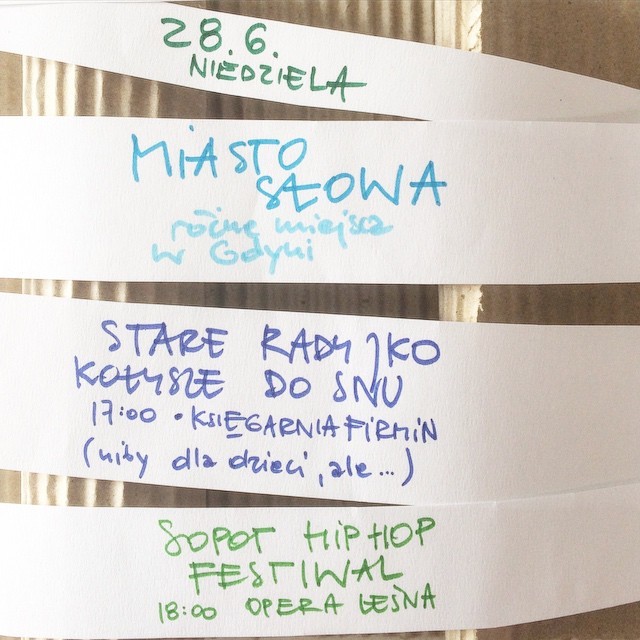 28.6.
NIEDZIELA
MIASTO
SŁOWA
różne miejsca
w Gdyni
STARE RADYJKO
KOŁYSZE DO SNU
17:00 • KSIĘGARNIA FIRMIN
(niby dla dzieci, ale...)
SOPOT HIP HOP
FESTIWAL
18:00 OPERA LEŚNA